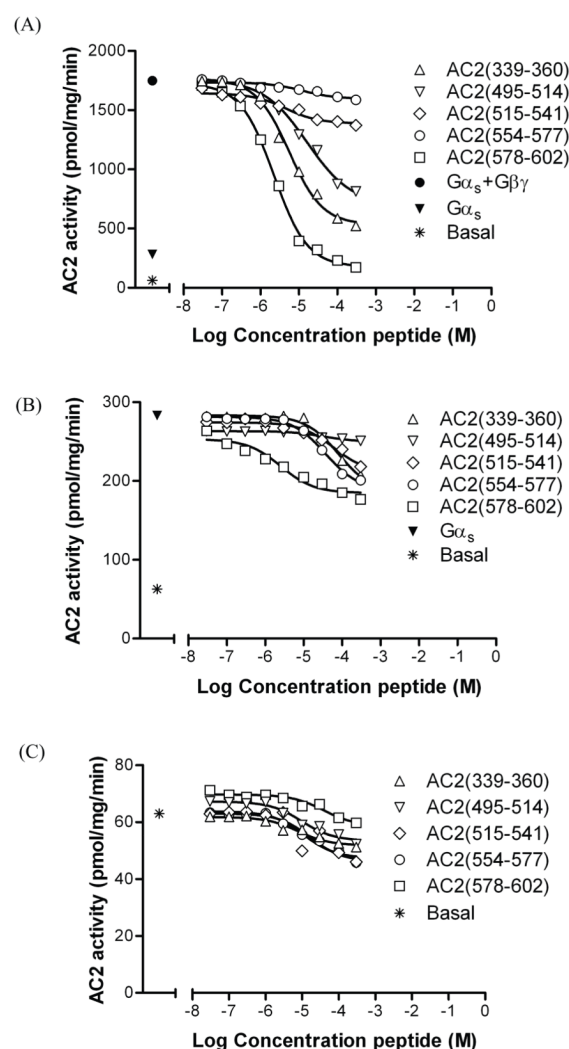 (A)
2000
1500
1000
500
0
AC2 activity (pmol/mg/min)
-8 -7 -6 -5 -4 -3 -2 -1 0
Log Concentration peptide (M)
AC2(339-360)
AC2(495-514)
AC2(515-541)
AC2(554-577)
AC2(578-602)
Gαs+Gβγ
Gαs
Basal
(B)
300
200
100
0
AC2 activity (pmol/mg/min)
-8 -7 -6 -5 -4 -3 -2 -1 0
Log Concentration peptide (M)
AC2(339-360)
AC2(495-514)
AC2(515-541)
AC2(554-577)
AC2(578-602)
Gαs
Basal
(C)
80
60
40
20
0
AC2 activity (pmol/mg/min)
-8 -7 -6 -5 -4 -3 -2 -1 0
Log Concentration peptide (M)
AC2(339-360)
AC2(495-514)
AC2(515-541)
AC2(554-577)
AC2(578-602)
Basal